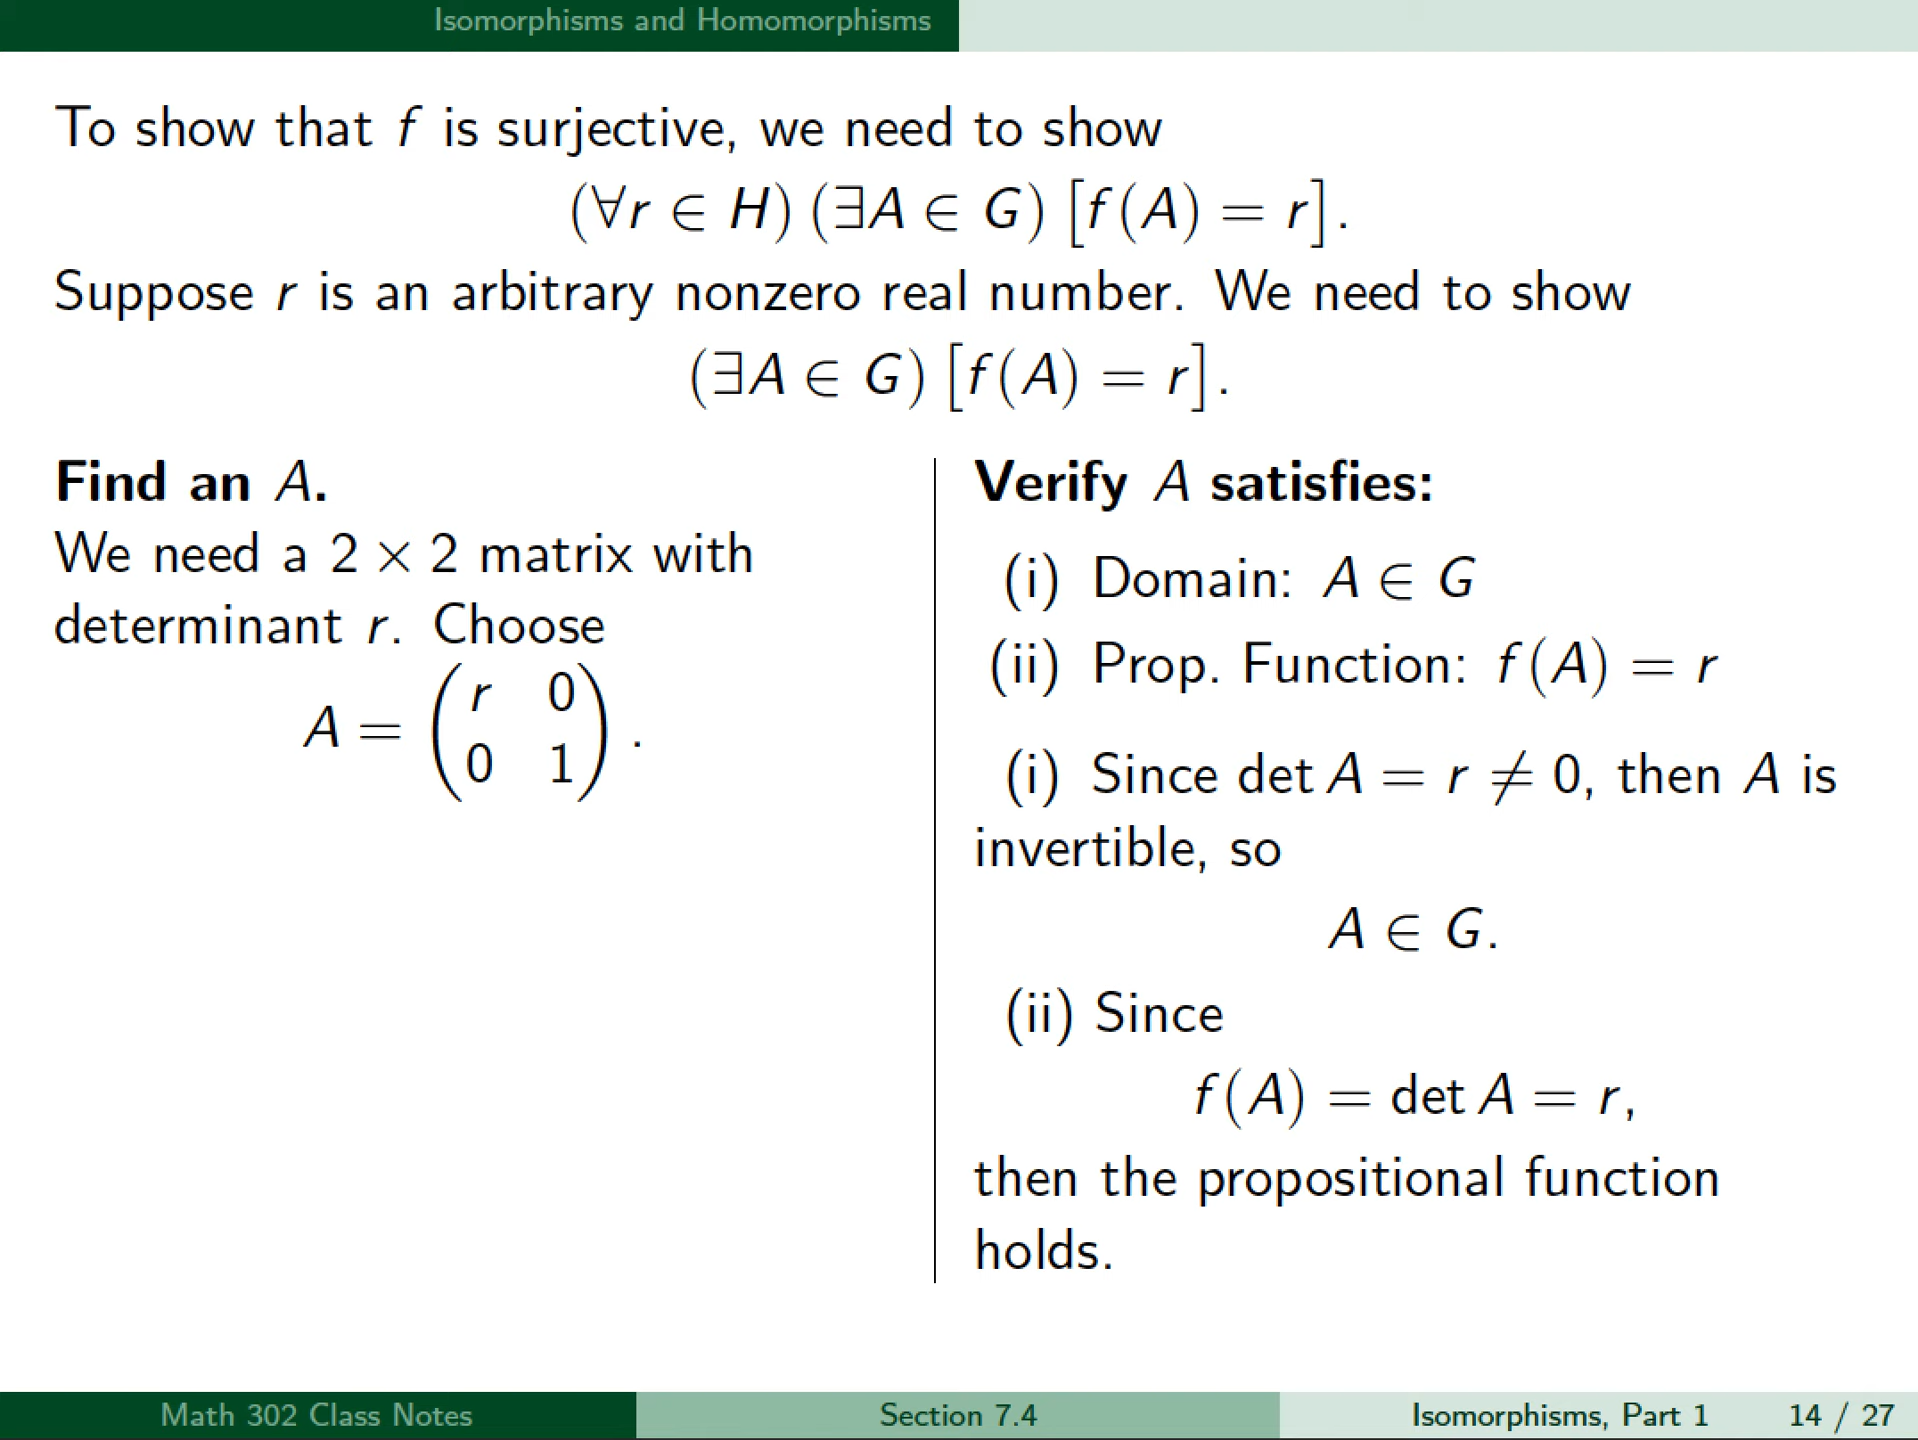 Isomorphisms and Homomorphisms
To show that f is surjective, we need to show
(∀r ∈ H) (∃A ∈ G) [f(A) = r].
Suppose r is an arbitrary nonzero real number. We need to show
(∃A ∈ G) [f(A) = r].
Find an A.
We need a 2 × 2 matrix with
determinant r. Choose
A = (r 0
0 1).
Verify A satisfies:
(i) Domain: A ∈ G
(ii) Prop. Function: f(A) = r
(i) Since det A = r ≠ 0, then A is
invertible, so
A ∈ G.
(ii) Since
f(A) = det A = r,
then the propositional function
holds.
Math 302 Class Notes
Section 7.4
Isomorphisms, Part 1 14 / 27